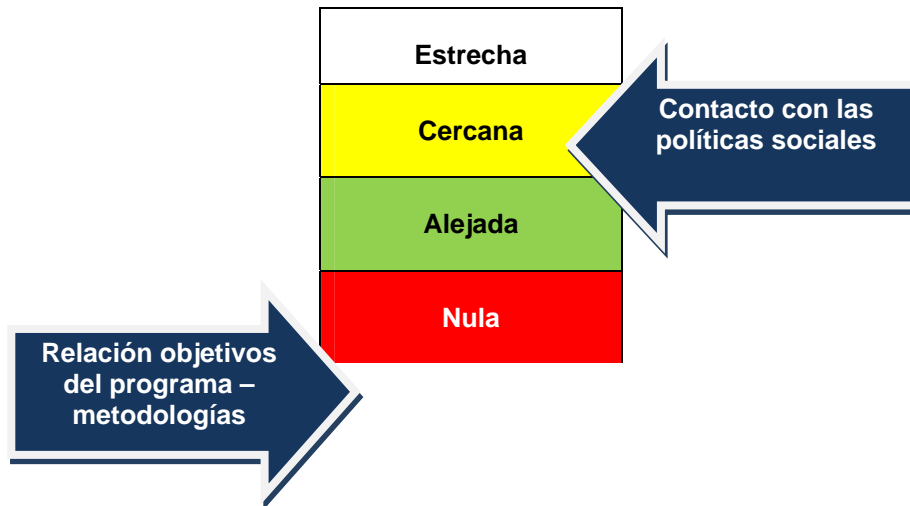 Estrecha
Contacto con las
políticas sociales
Cercana
Alejada
Nula
Relación objetivos
del programa –
metodologías